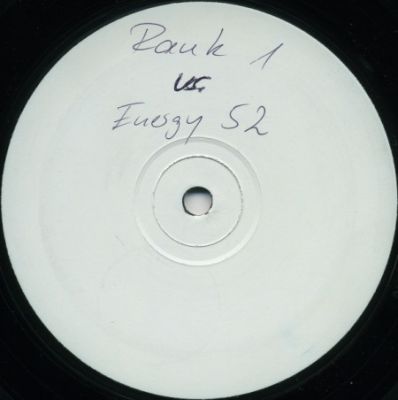 Rank 1
vs.
Energy 52